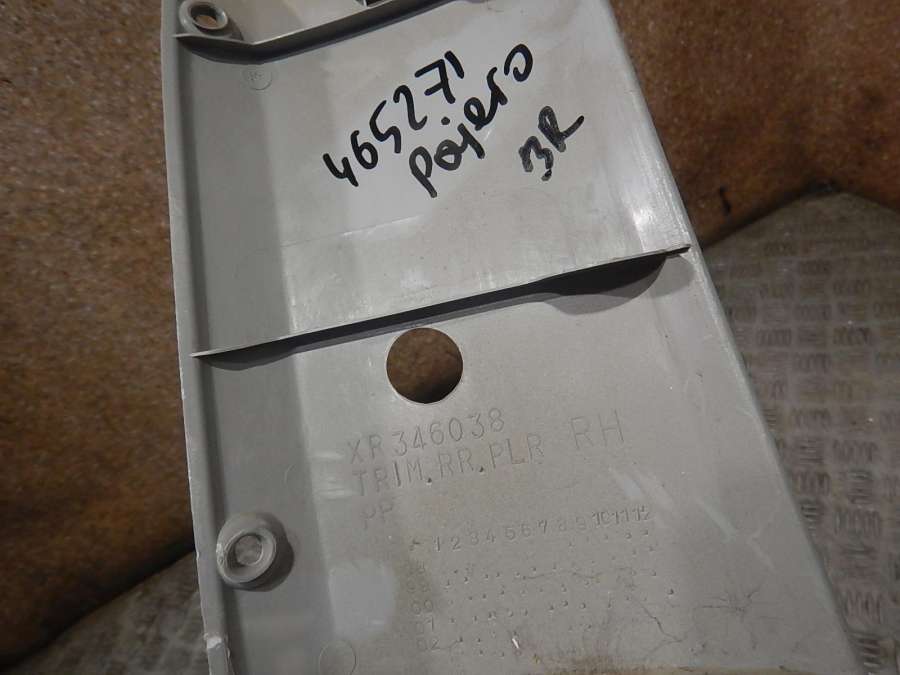 465271
Pajero
3R
XR346038
TRIM.RR.PLR RH
PP
1 2 3 4 5 6 7 8 9 10 11 12
00